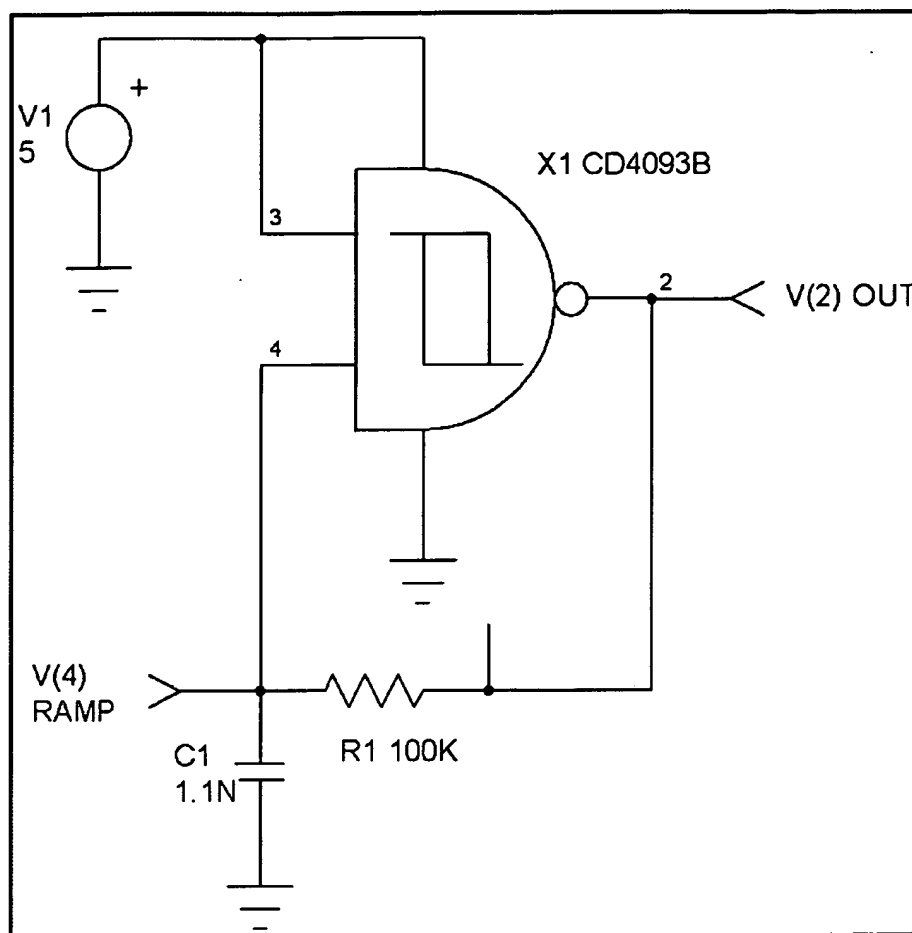 V1
5
+
X1 CD4093B
3
4
2
V(2) OUT
V(4)
RAMP
R1 100K
C1
1.1N